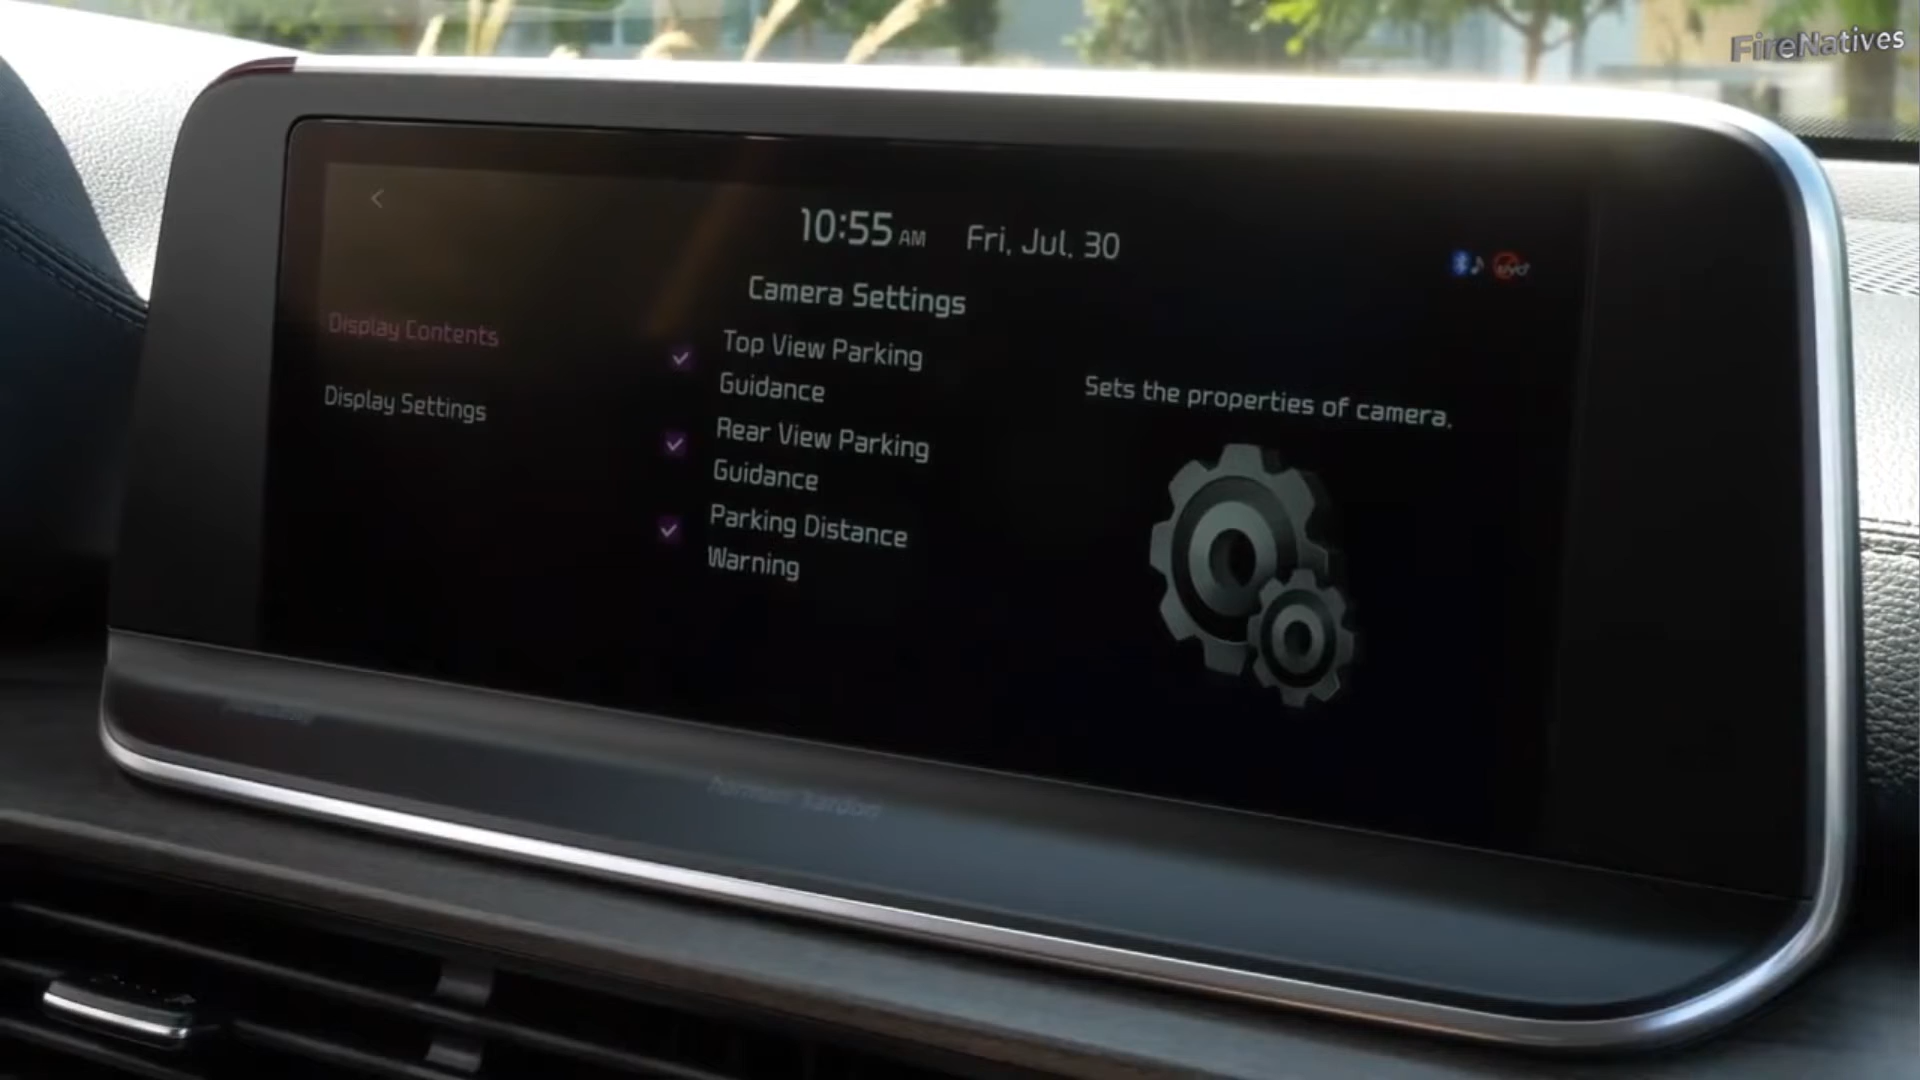 FireNatives
10:55 AM Fri, Jul. 30
Camera Settings
Display Contents
Display Settings
Top View Parking
Guidance
Rear View Parking
Guidance
Parking Distance
Warning
Sets the properties of camera.
harman kardon